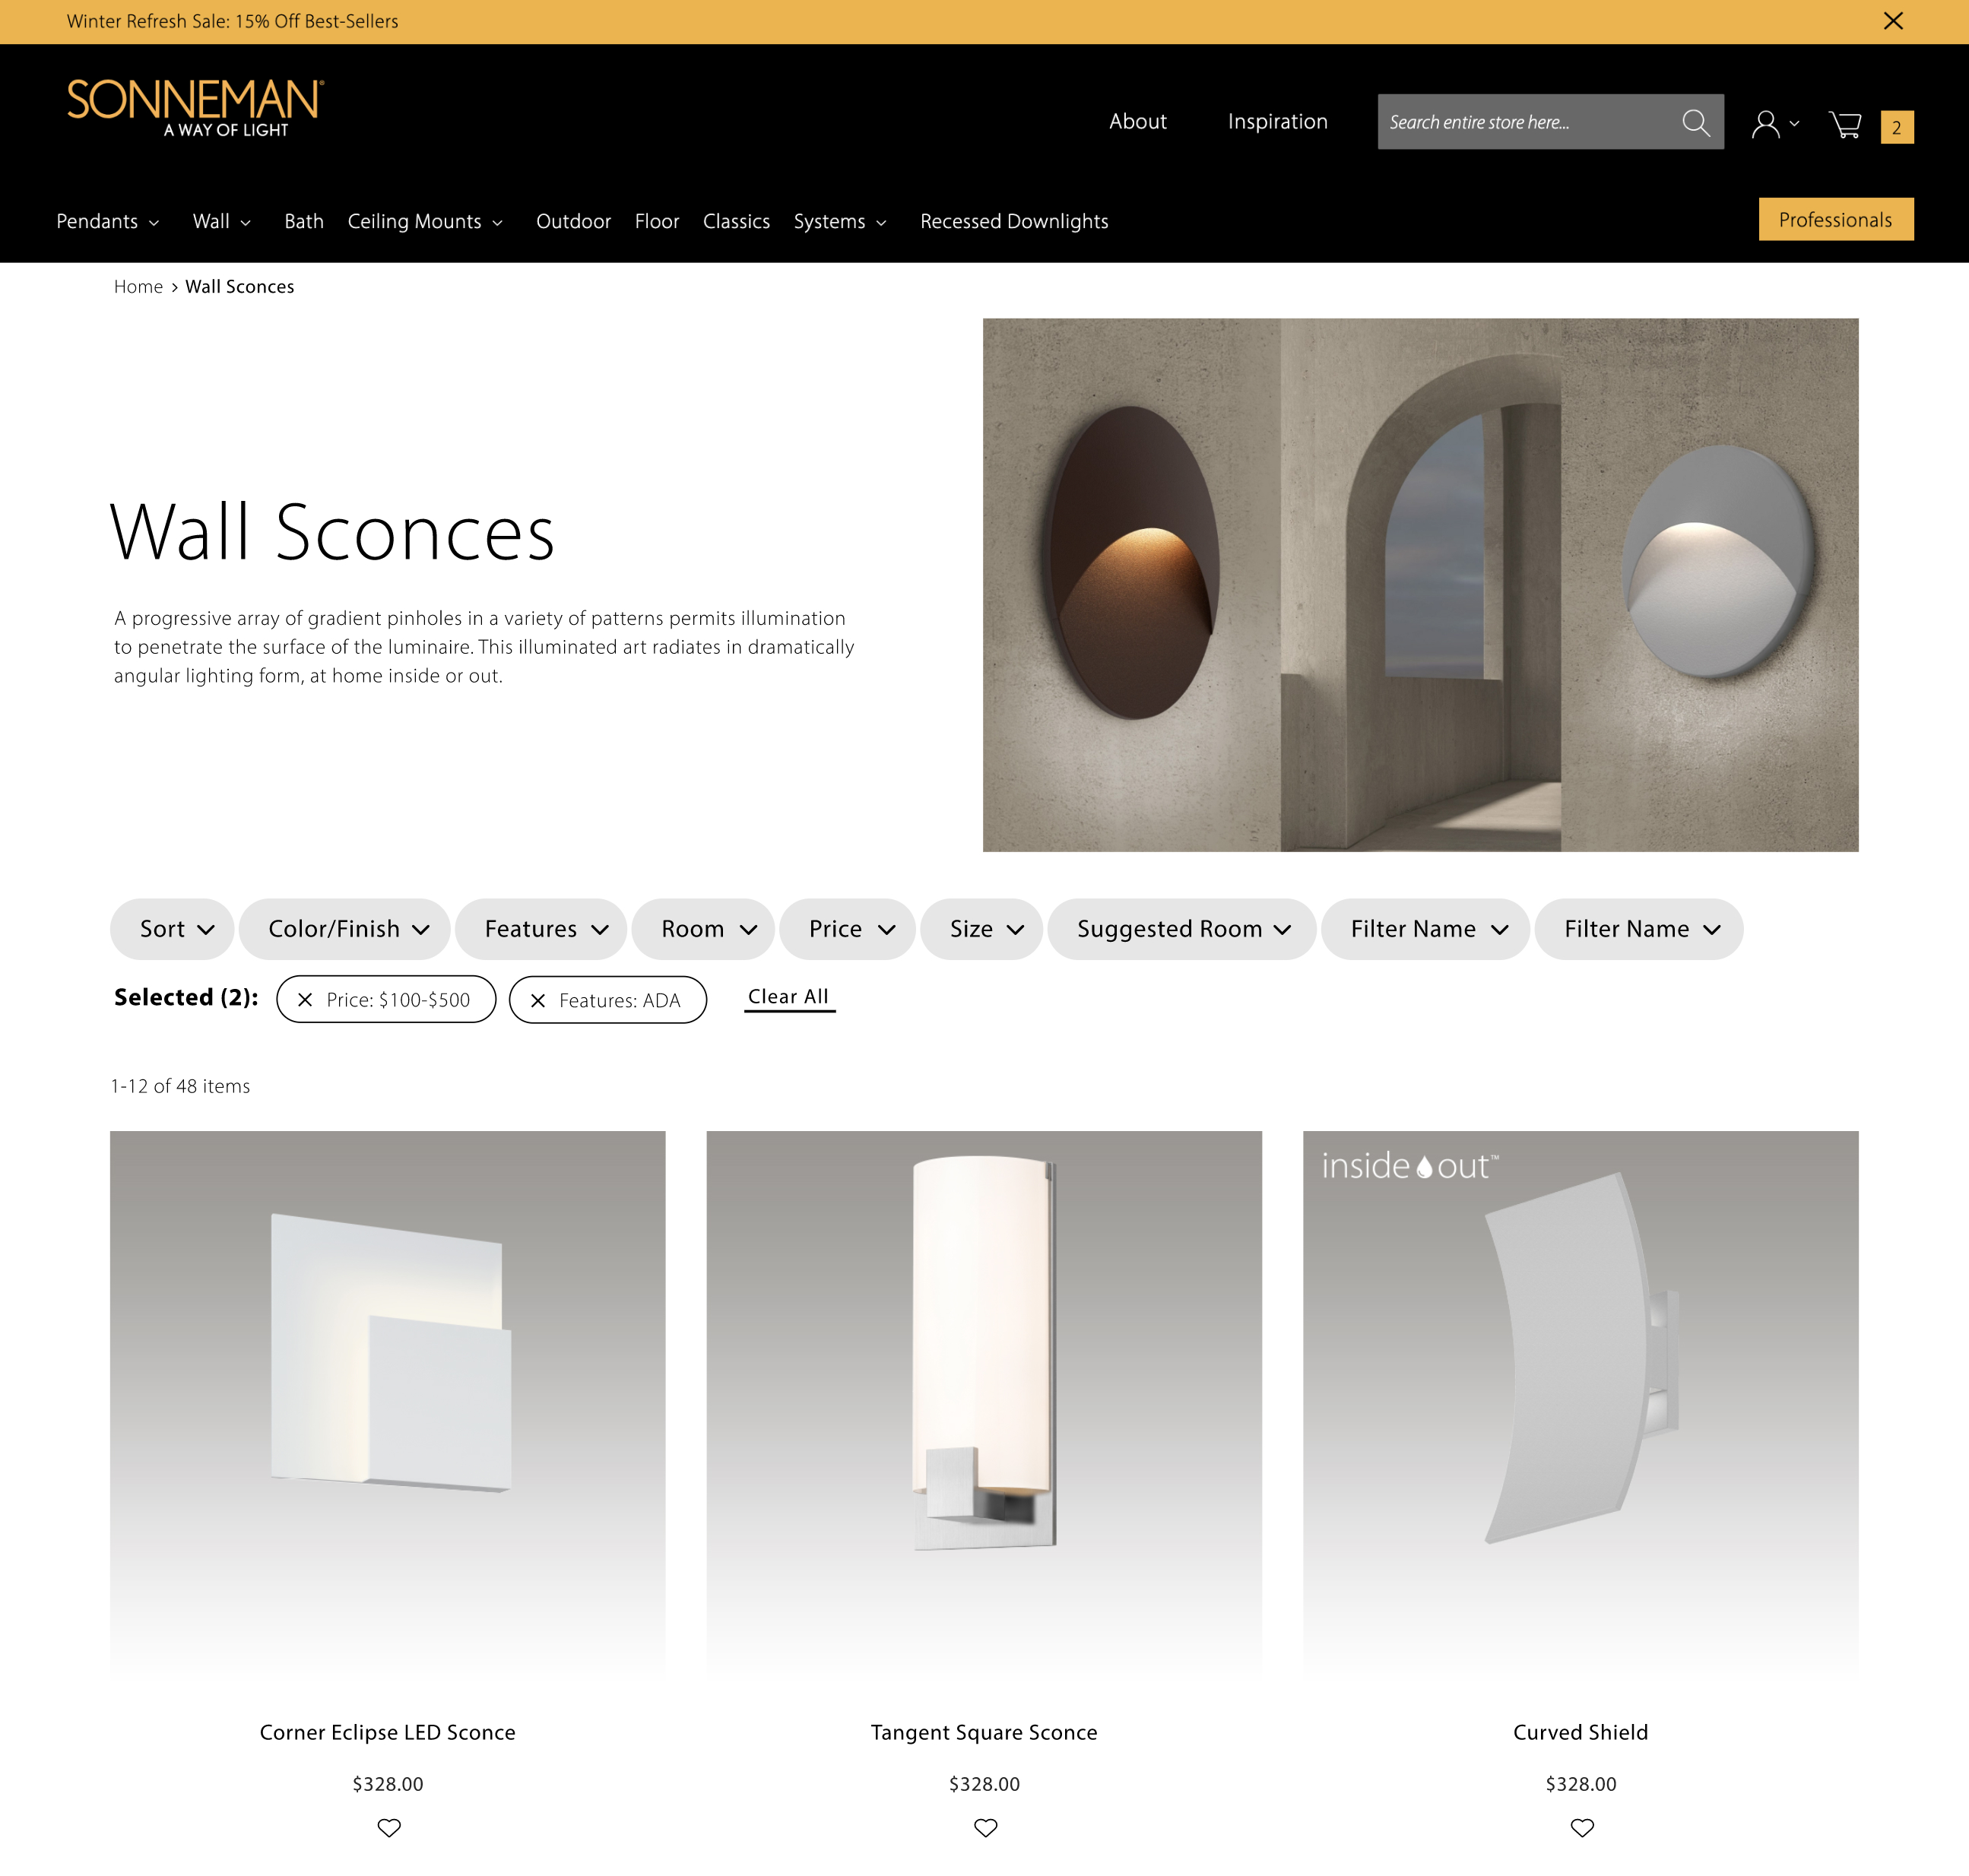 Winter Refresh Sale: 15% Off Best-Sellers
SONNEMAN®
A WAY OF LIGHT
About Inspiration Search entire store here... 2
Pendants Wall Bath Ceiling Mounts Outdoor Floor Classics Systems Recessed Downlights Professionals
Home > Wall Sconces
Wall Sconces
A progressive array of gradient pinholes in a variety of patterns permits illumination
to penetrate the surface of the luminaire. This illuminated art radiates in dramatically
angular lighting form, at home inside or out.
Sort Color/Finish Features Room Price Size Suggested Room Filter Name Filter Name
Selected (2): Price: $100-$500 Features: ADA Clear All
1-12 of 48 items
inside out™
Corner Eclipse LED Sconce Tangent Square Sconce Curved Shield
$328.00 $328.00 $328.00